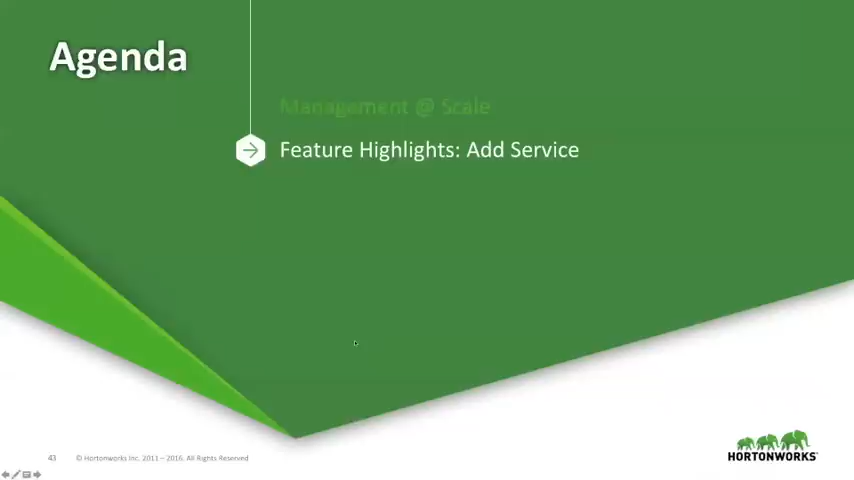 Agenda
Management @ Scale
Feature Highlights: Add Service
43 © Hortonworks Inc. 2011 – 2016. All Rights Reserved
HORTONWORKS